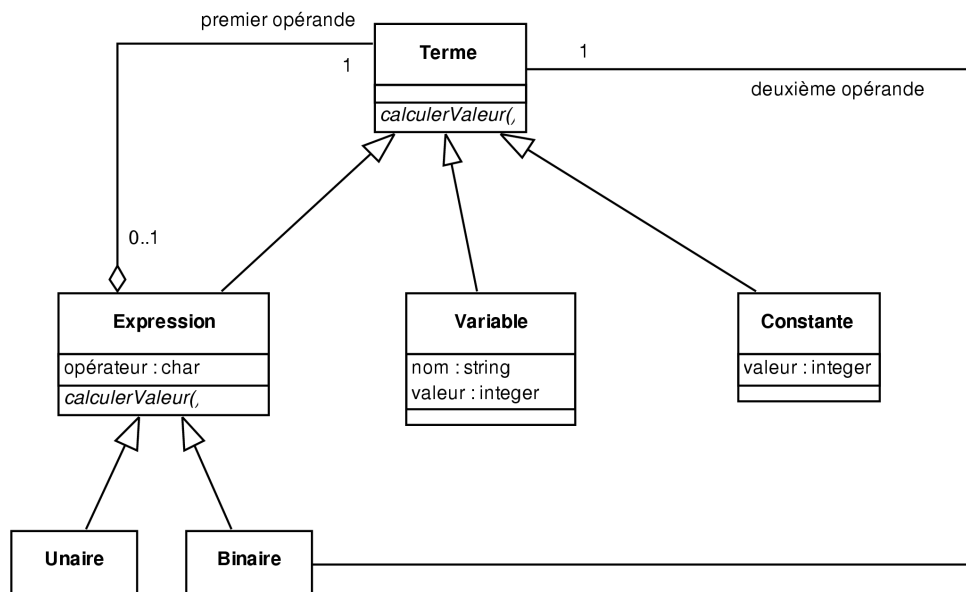 premier opérande
1
Terme
1
deuxième opérande
calculerValeur(,
0..1
Expression
Variable
Constante
opérateur : char
nom : string
valeur : integer
valeur : integer
calculerValeur(,
Unaire
Binaire